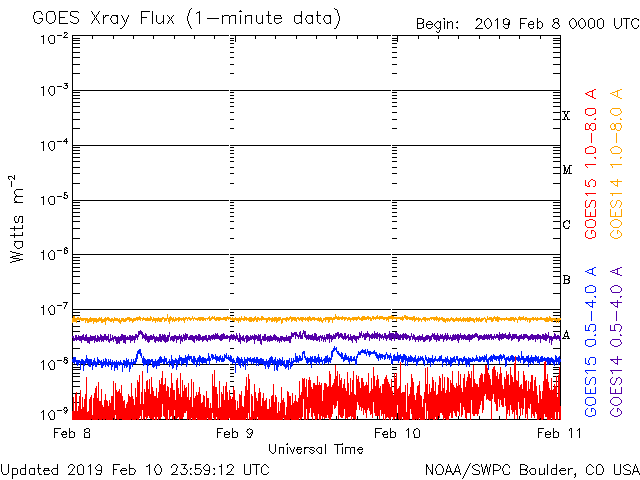 GOES Xray Flux (1-minute data)
Begin: 2019 Feb 8 0000 UTC
10⁻²
10⁻³
10⁻⁴
10⁻⁵
10⁻⁶
10⁻⁷
10⁻⁸
10⁻⁹
Watts m⁻²
X
M
C
B
A
GOES15 1.0-8.0 A
GOES14 1.0-8.0 A
GOES15 0.5-4.0 A
GOES14 0.5-4.0 A
Feb 8 Feb 9 Feb 10 Feb 11
Universal Time
Updated 2019 Feb 10 23:59:12 UTC
NOAA/SWPC Boulder, CO USA